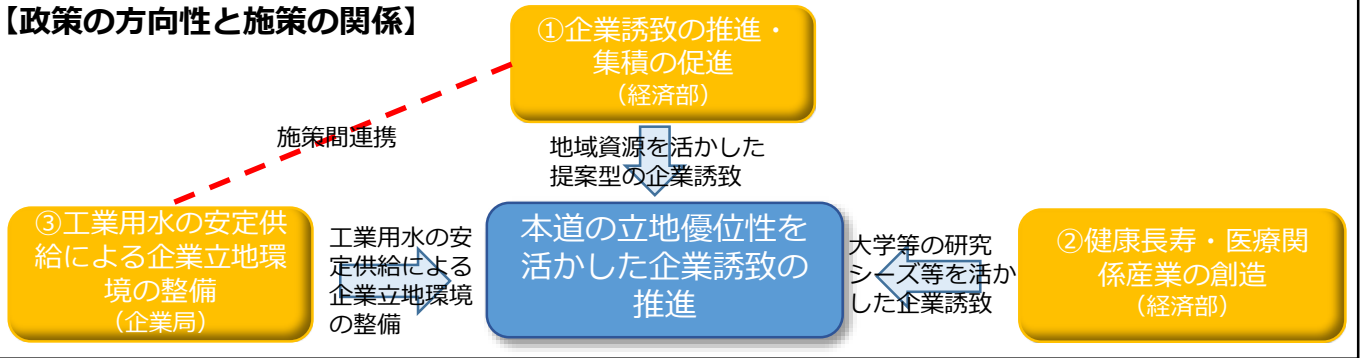 【政策の方向性と施策の関係】
①企業誘致の推進・
集積の促進
（経済部）
施策間連携
地域資源を活かした
提案型の企業誘致
③工業用水の安定供
給による企業立地環
境の整備
（企業局）
工業用水の安
定供給による
企業立地環境
の整備
本道の立地優位性を
活かした企業誘致の
推進
大学等の研究
シーズ等を活か
した企業誘致
②健康長寿・医療関
係産業の創造
（経済部）